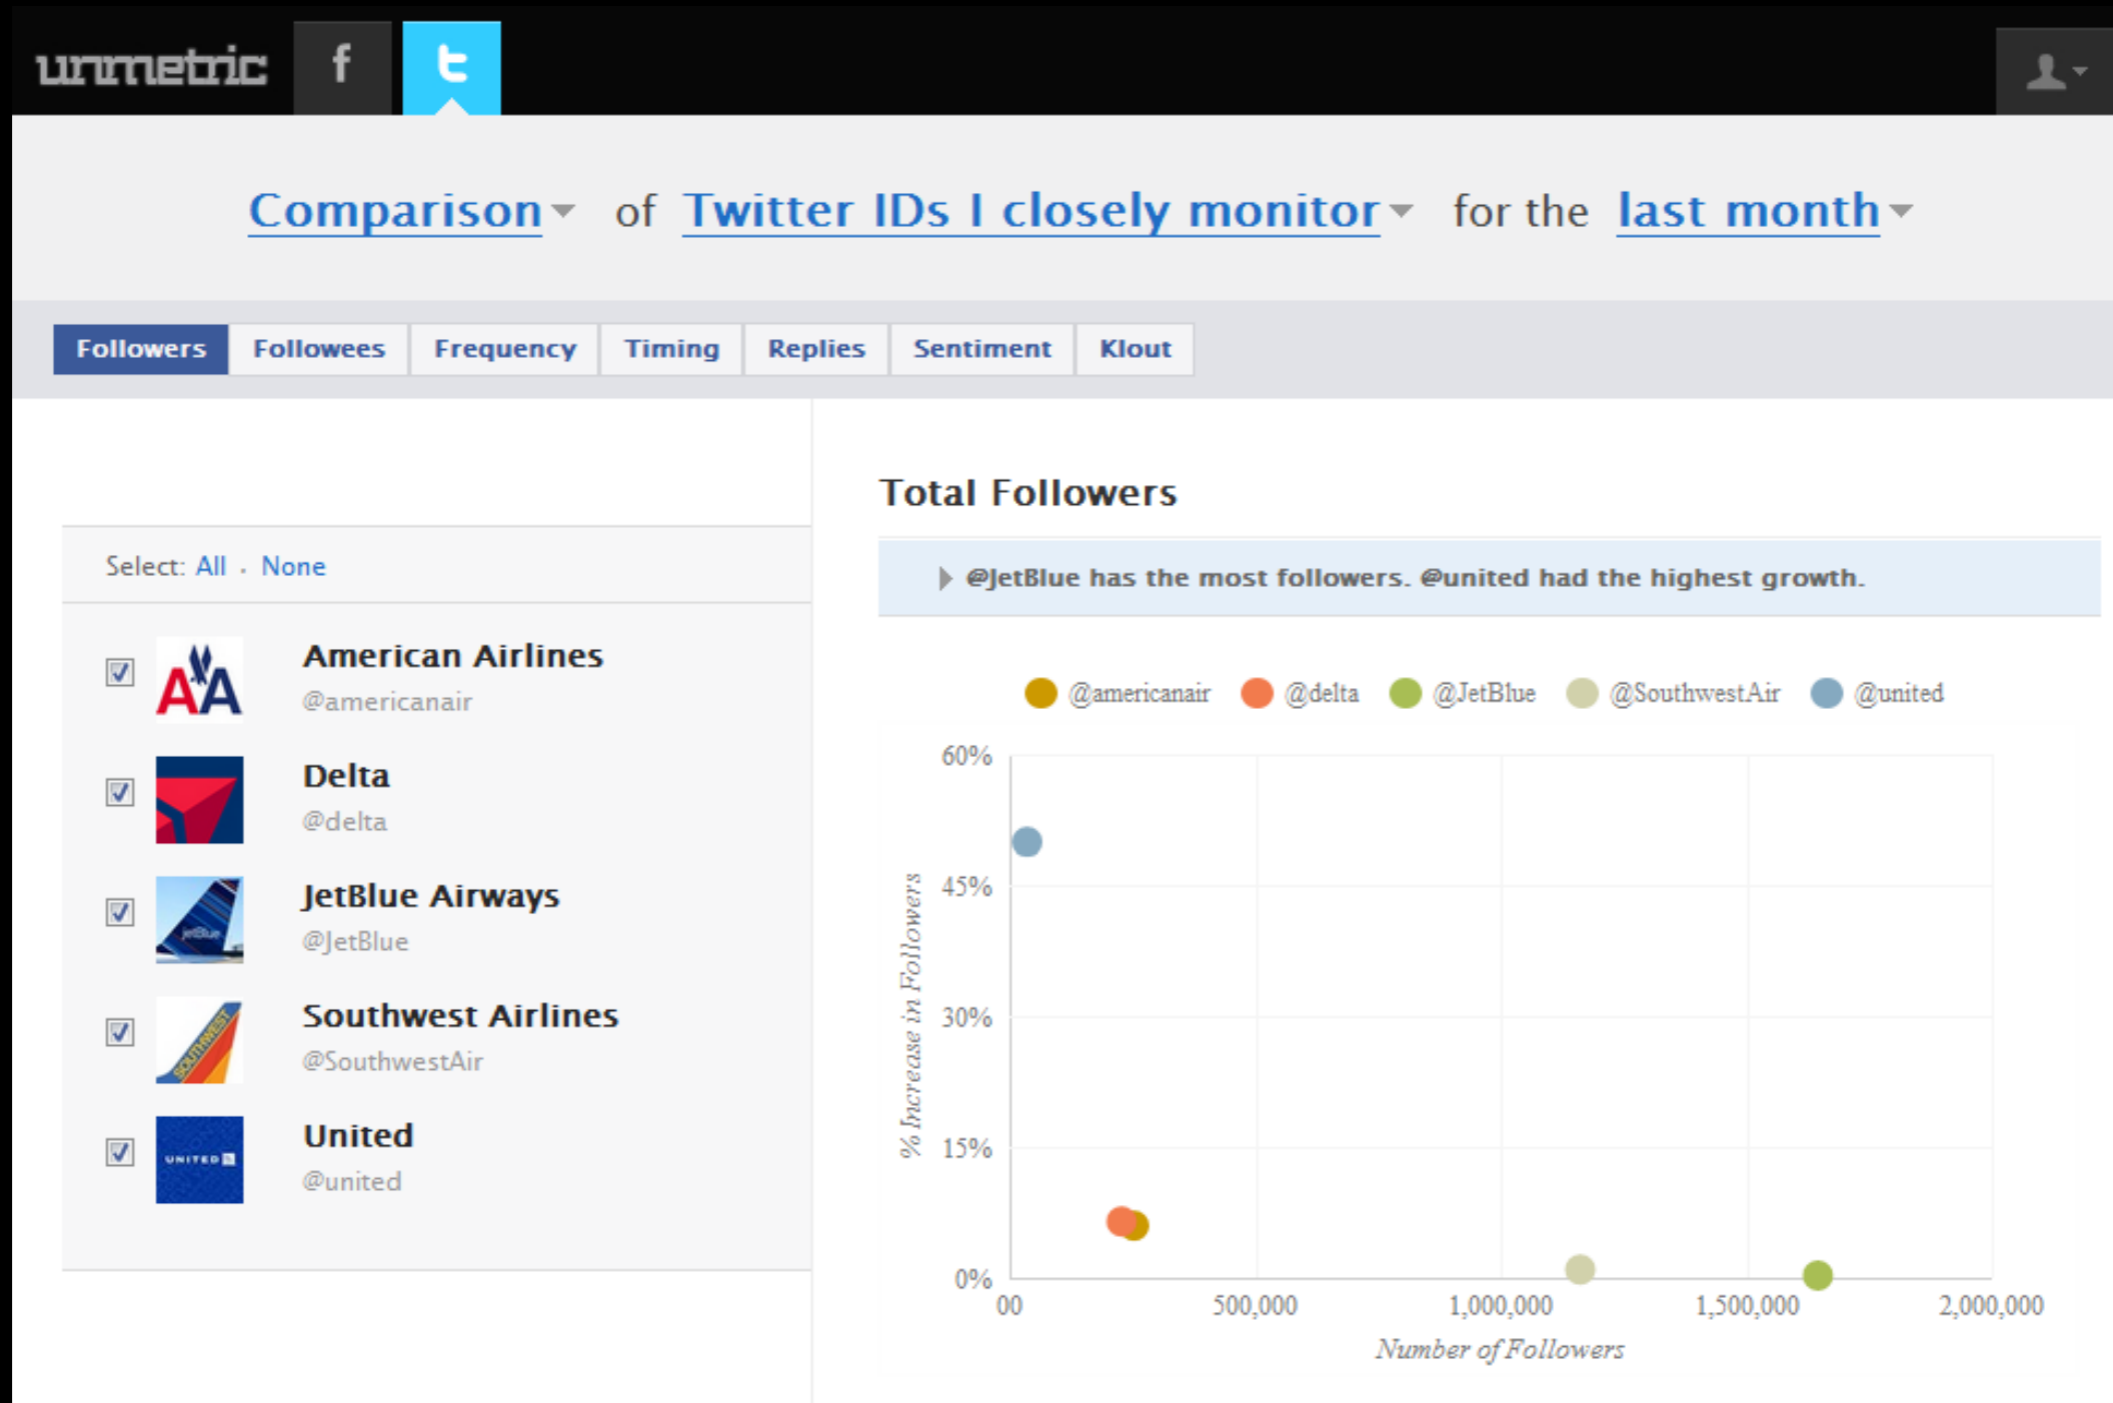 unmetric f t
Comparison of Twitter IDs I closely monitor for the last month
Followers Followees Frequency Timing Replies Sentiment Klout
Select: All . None
American Airlines
@americanair
Delta
@delta
jetBlue
JetBlue Airways
@JetBlue
SOUTHWEST
Southwest Airlines
@SouthwestAir
UNITED
United
@united
Total Followers
@JetBlue has the most followers. @united had the highest growth.
@americanair @delta @JetBlue @SouthwestAir @united
60%
45%
30%
15%
0%
% Increase in Followers
00 500,000 1,000,000 1,500,000 2,000,000
Number of Followers